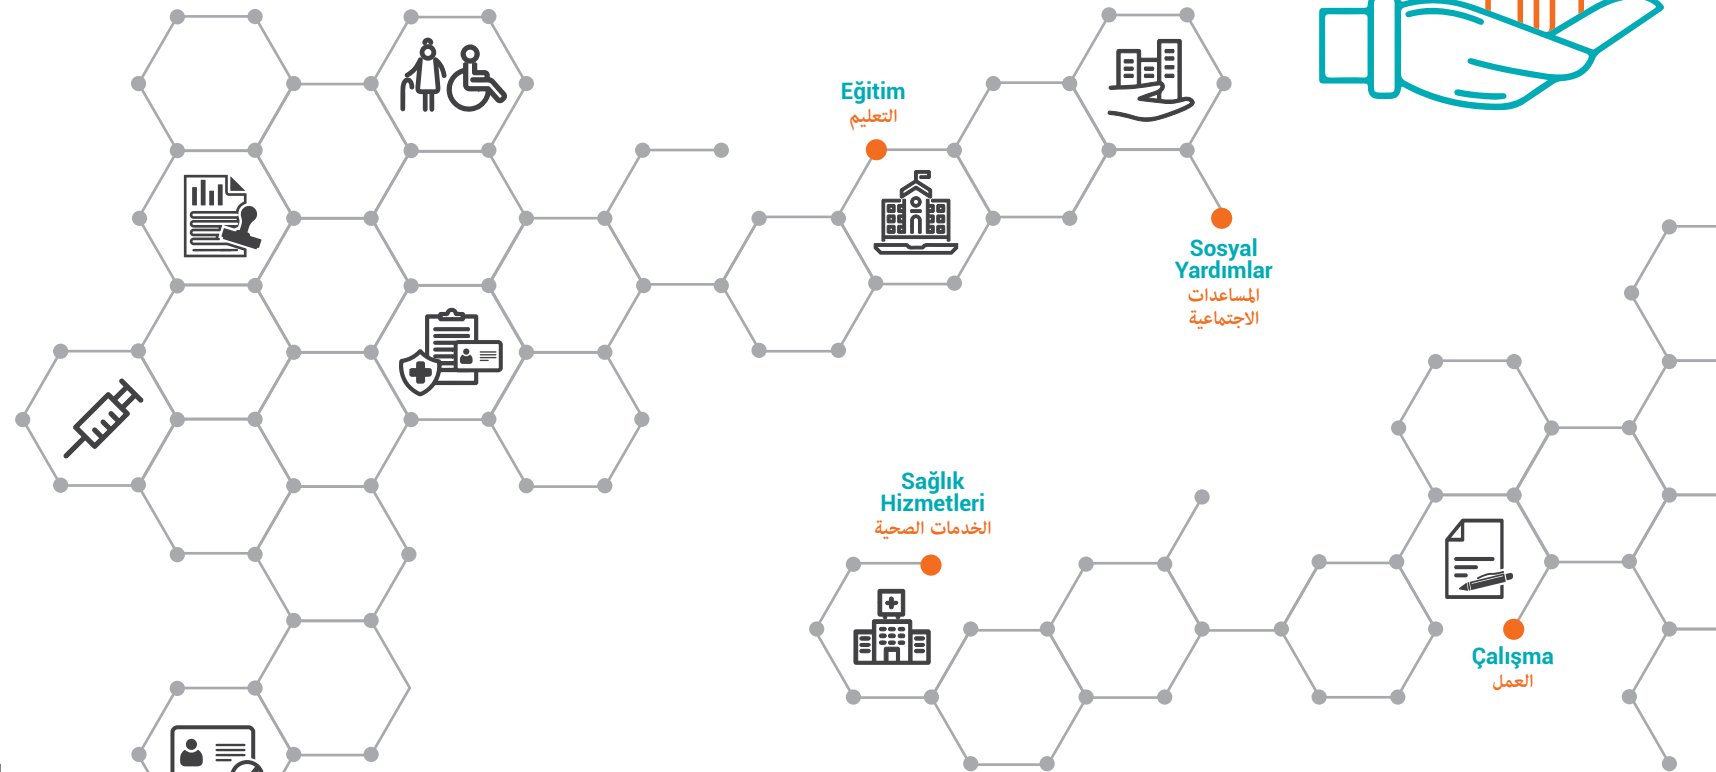 Eğitim
التعليم
Sosyal
Yardımlar
المساعدات
الاجتماعية
Sağlık
Hizmetleri
الخدمات الصحية
Çalışma
العمل